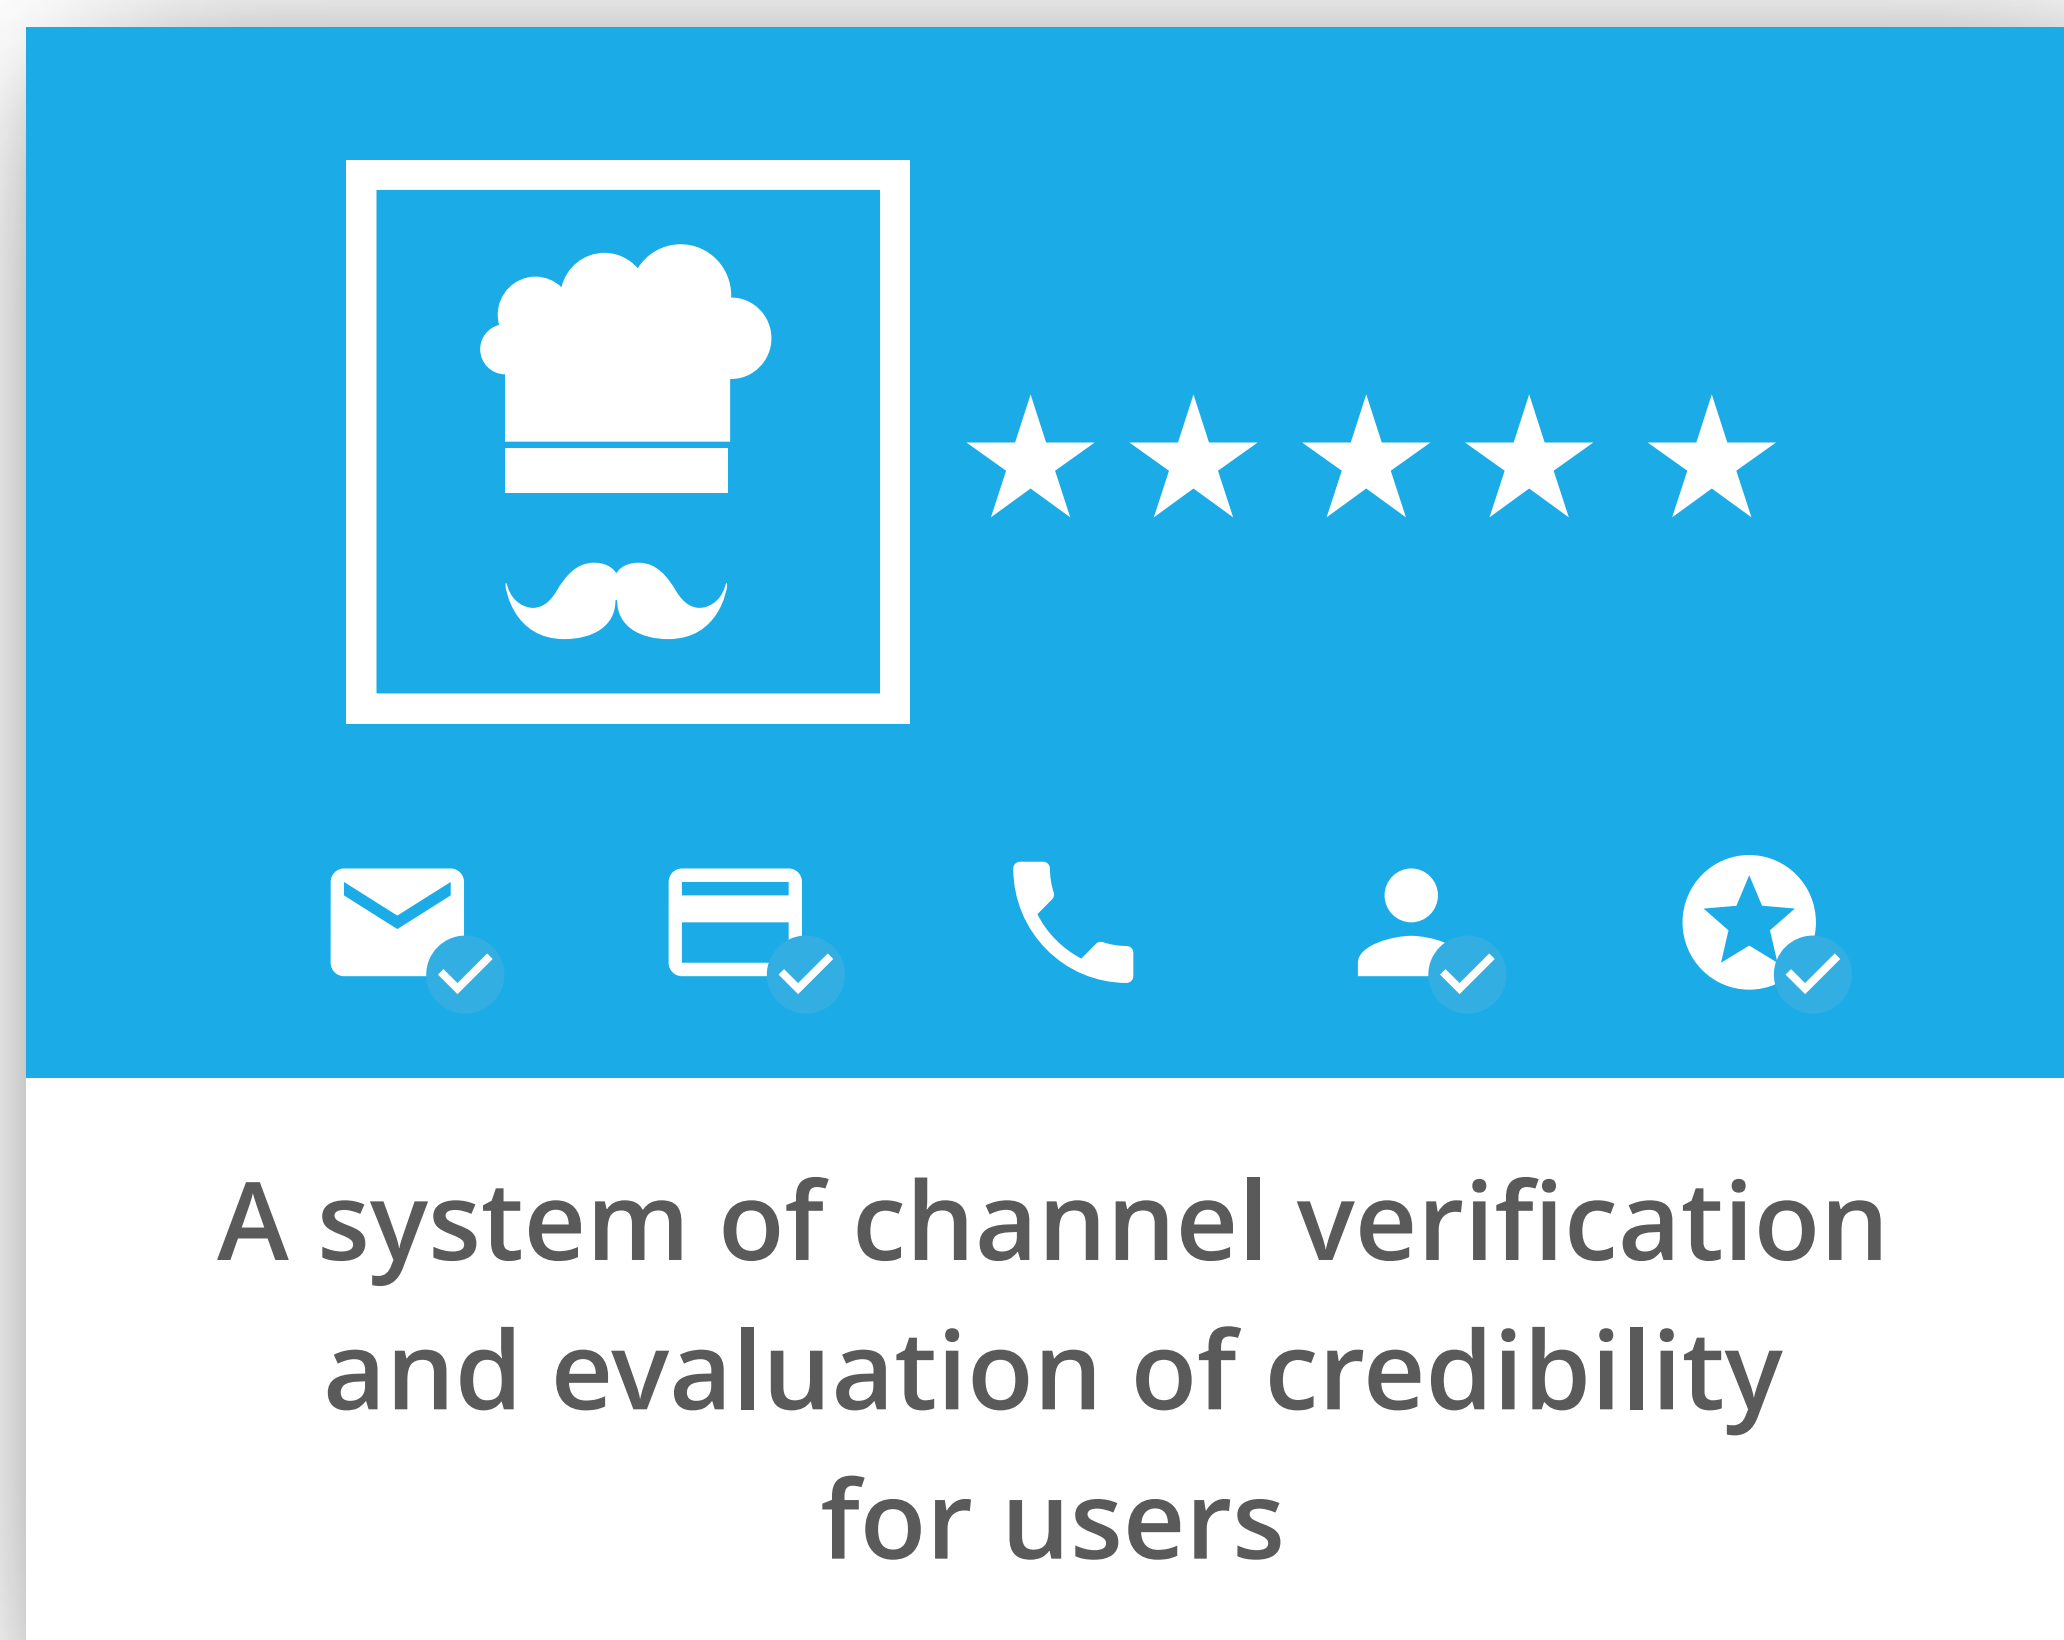 A system of channel verification
and evaluation of credibility
for users